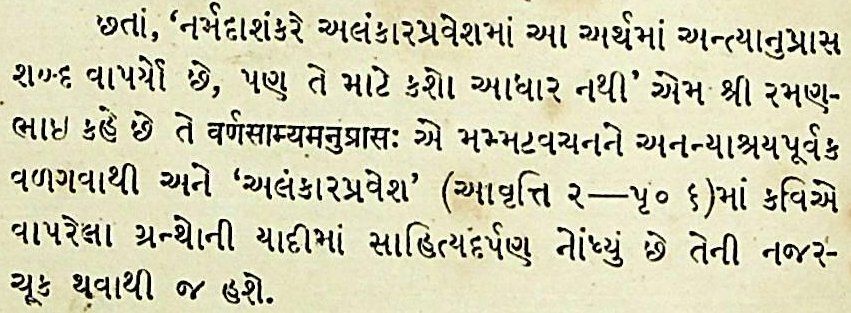 છતાં, ‘નર્મદાશંકરે અલંકારપ્રવેશમાં આ અર્થમાં અન્ત્યાનુપ્રાસ
શબ્દ વાપર્યો છે, પણ તે માટે કશો આધાર નથી’ એમ શ્રી રમણ-
ભાઇ કહે છે તે वर्णसाम्यमनुप्रासः એ મમ્મટવચનને અનન્યાશ્રયપૂર્વક
વળગવાથી અને ‘અલંકારપ્રવેશ’ (આવૃત્તિ ૨—પૃ૦ ૬)માં કવિએ
વાપરેલા ગ્રન્થોની યાદીમાં સાહિત્યદર્પણ નોંધ્યું છે તેની નજર-
ચૂક થવાથી જ હશે.